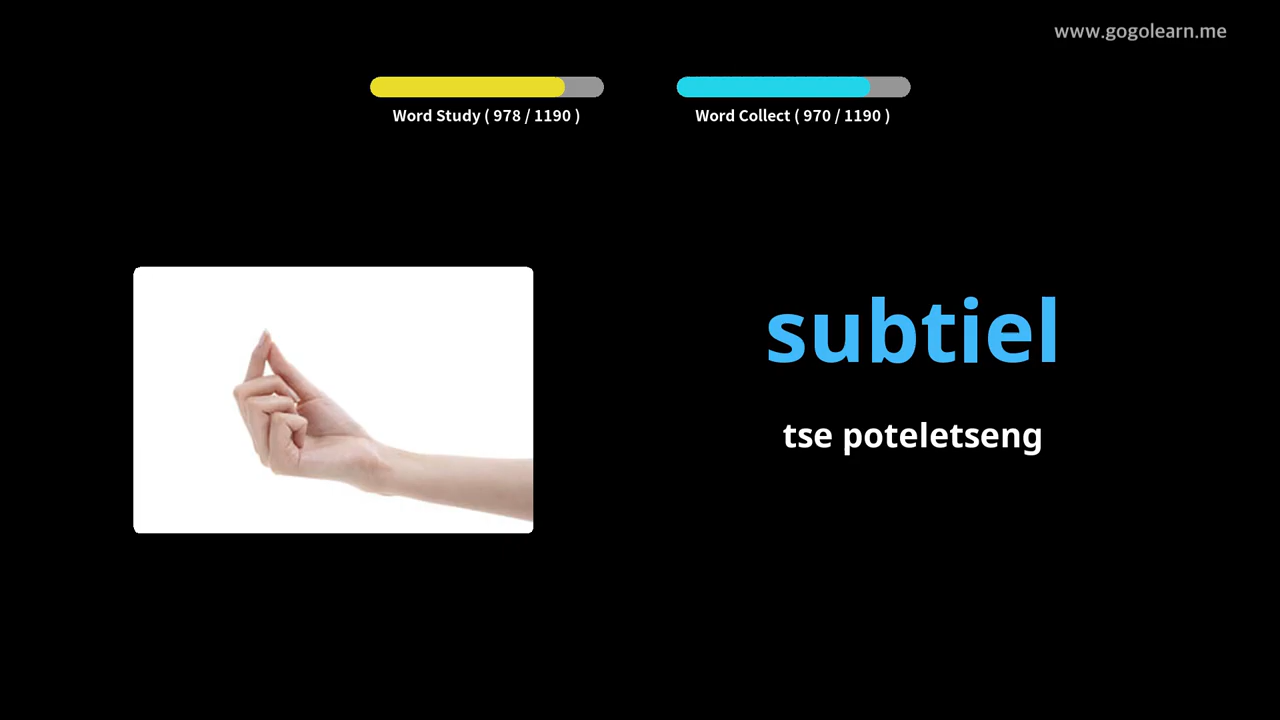 www.gogolearn.me
Word Study ( 978 / 1190 )
Word Collect ( 970 / 1190 )
subtiel
tse poteletseng